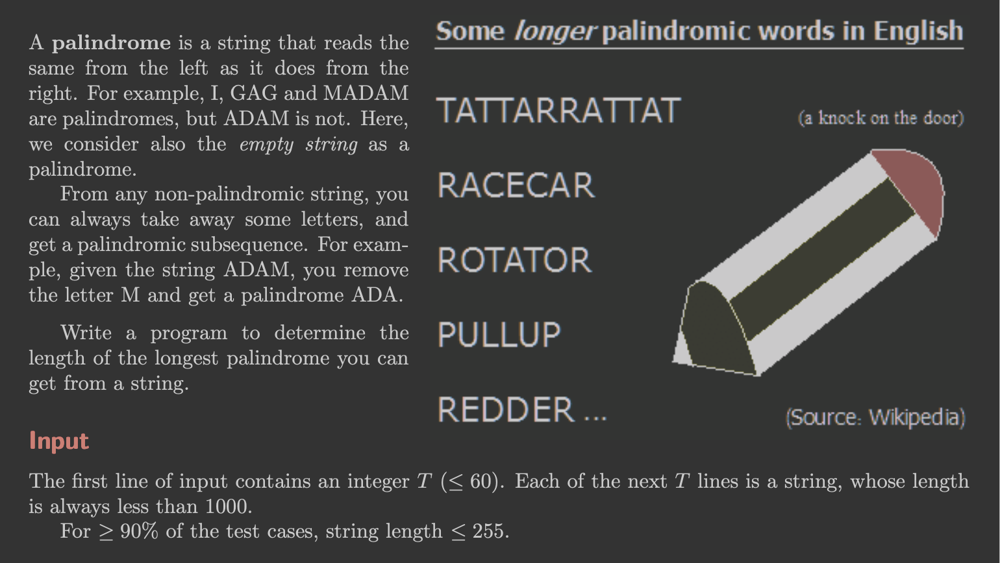 A palindrome is a string that reads the
same from the left as it does from the
right. For example, I, GAG and MADAM
are palindromes, but ADAM is not. Here,
we consider also the empty string as a
palindrome.
From any non-palindromic string, you
can always take away some letters, and
get a palindromic subsequence. For exam-
ple, given the string ADAM, you remove
the letter M and get a palindrome ADA.
Write a program to determine the
length of the longest palindrome you can
get from a string.
Some longer palindromic words in English
TATTARRATTAT (a knock on the door)
RACECAR
ROTATOR
PULLUP
REDDER ... (Source: Wikipedia)
Input
The first line of input contains an integer T (≤ 60). Each of the next T lines is a string, whose length
is always less than 1000.
For ≥ 90% of the test cases, string length ≤ 255.